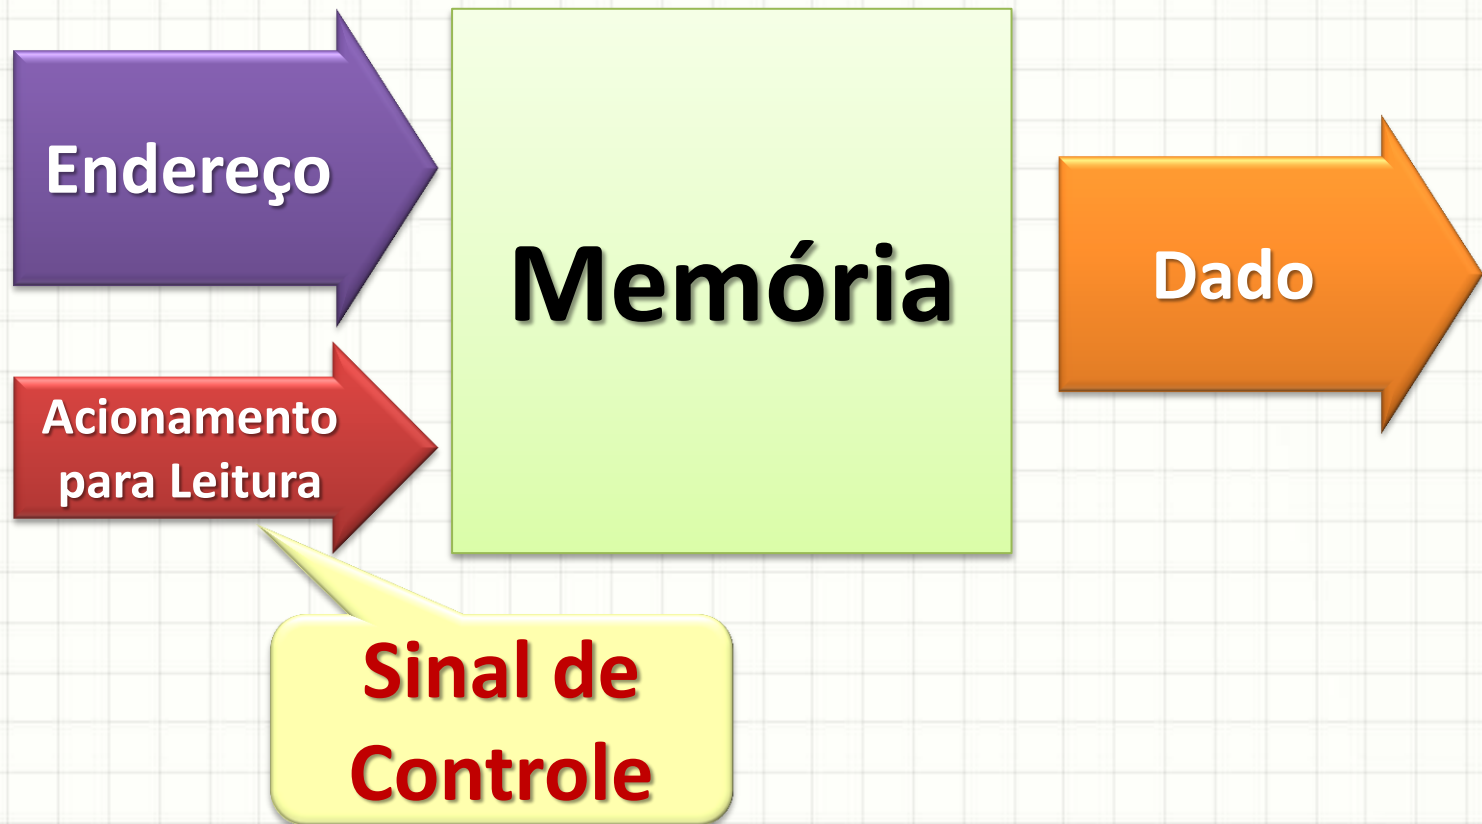 Endereço
Memória
Dado
Acionamento
para Leitura
Sinal de
Controle